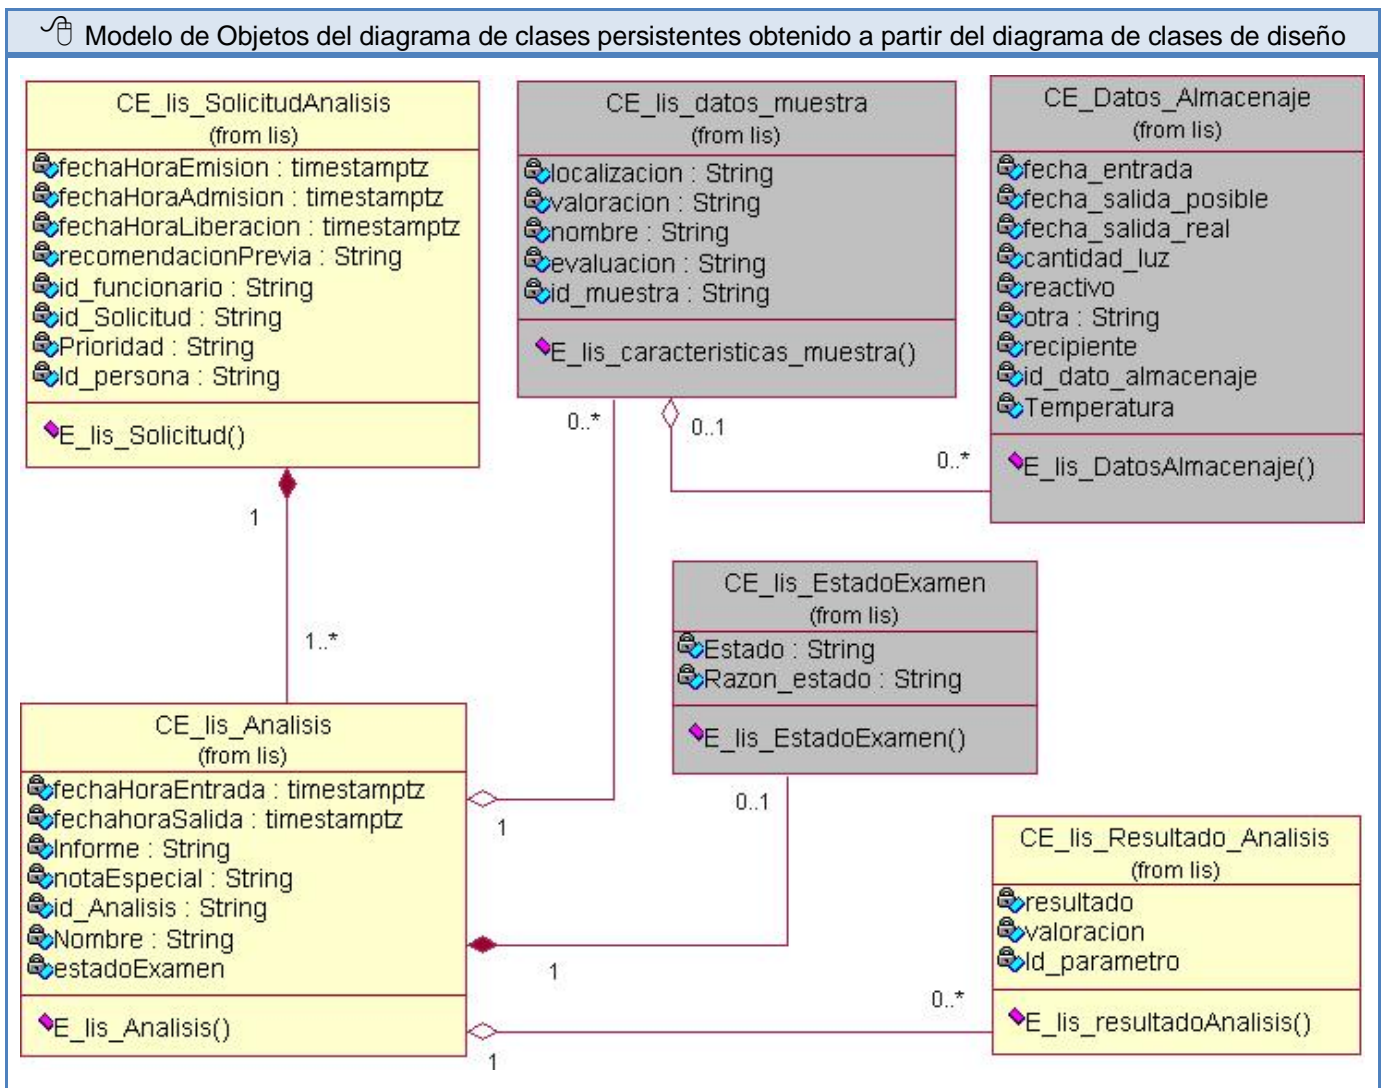 Modelo de Objetos del diagrama de clases persistentes obtenido a partir del diagrama de clases de diseño
CE_lis_SolicitudAnalisis
(from lis)
fechaHoraEmision : timestamptz
fechaHoraAdmision : timestamptz
fechaHoraLiberacion : timestamptz
recomendacionPrevia : String
id_funcionario : String
id_Solicitud : String
Prioridad : String
Id_persona : String
E_lis_Solicitud()
CE_lis_datos_muestra
(from lis)
localizacion : String
valoracion : String
nombre : String
evaluacion : String
id_muestra : String
E_lis_caracteristicas_muestra()
CE_Datos_Almacenaje
(from lis)
fecha_entrada
fecha_salida_posible
fecha_salida_real
cantidad_luz
reactivo
otra : String
recipiente
id_dato_almacenaje
Temperatura
E_lis_DatosAlmacenaje()
0..*
0..1
0..*
1
1..*
CE_lis_EstadoExamen
(from lis)
Estado : String
Razon_estado : String
E_lis_EstadoExamen()
0..1
CE_lis_Analisis
(from lis)
fechaHoraEntrada : timestamptz
fechahoraSalida : timestamptz
Informe : String
notaEspecial : String
id_Analisis : String
Nombre : String
estadoExamen
E_lis_Analisis()
1
1
1
0..*
CE_lis_Resultado_Analisis
(from lis)
resultado
valoracion
Id_parametro
E_lis_resultadoAnalisis()